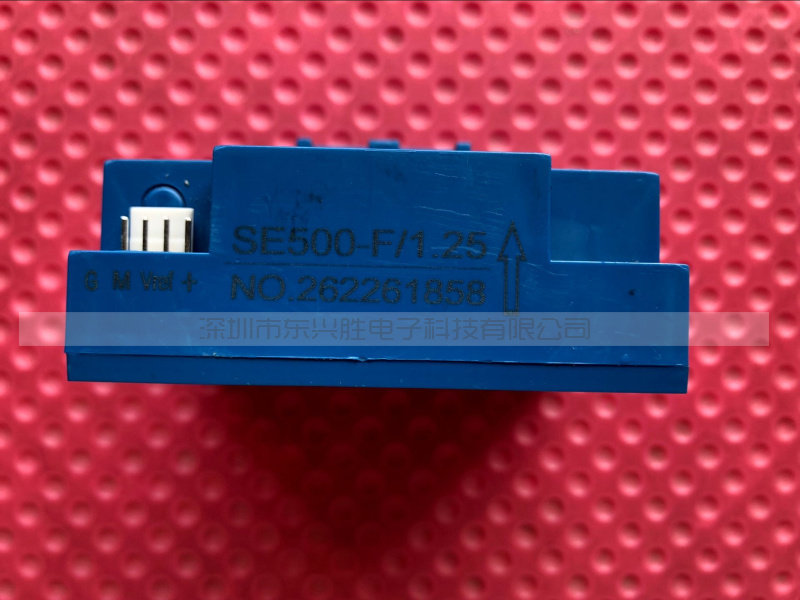 SE500-F/1.25
NO.262261858
G M Vref +
深圳市东兴胜电子科技有限公司